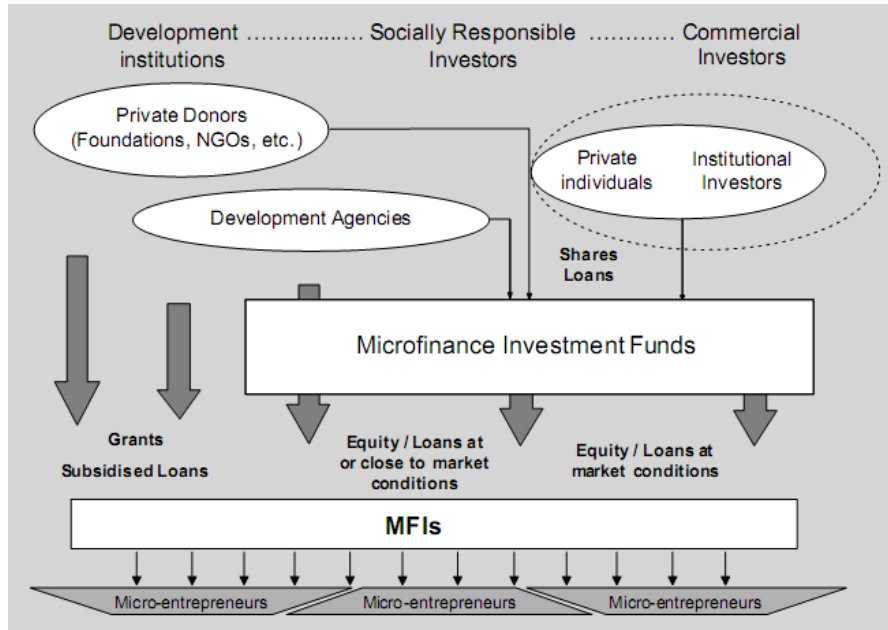 Development ………...... Socially Responsible ………… Commercial
institutions Investors Investors
Private Donors
(Foundations, NGOs, etc.)
Private Institutional
individuals Investors
Development Agencies
Shares
Loans
Microfinance Investment Funds
Grants
Subsidised Loans
Equity / Loans at
or close to market
conditions
Equity / Loans at
market conditions
MFIs
Micro-entrepreneurs Micro-entrepreneurs Micro-entrepreneurs